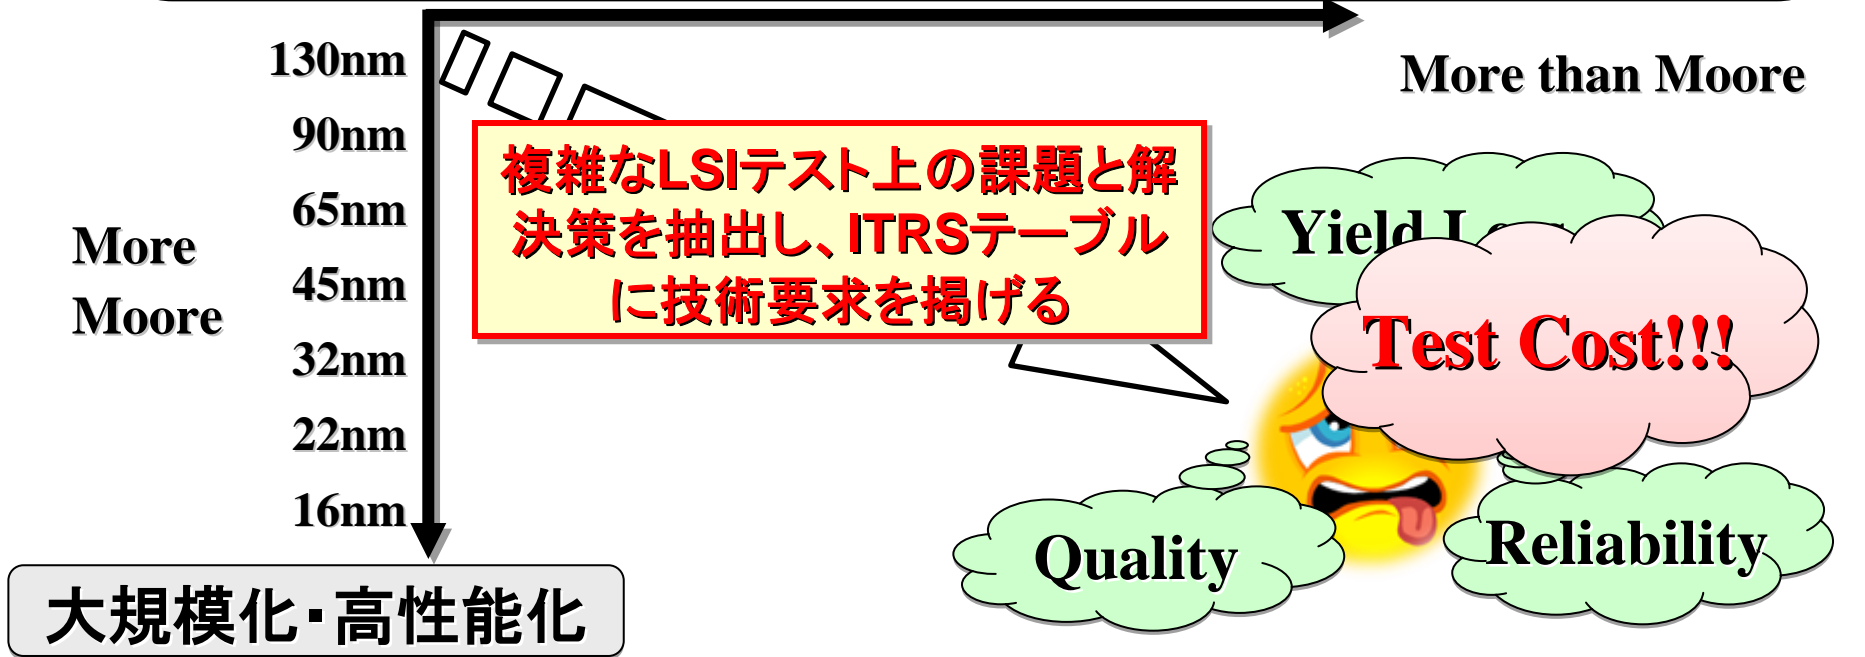 130nm
More than Moore
90nm
複雑なLSIテスト上の課題と解
決策を抽出し、ITRSテーブル
に技術要求を掲げる
65nm
Yield
More
Moore
45nm
Test Cost!!!
32nm
22nm
16nm
Quality
Reliability
大規模化・高性能化